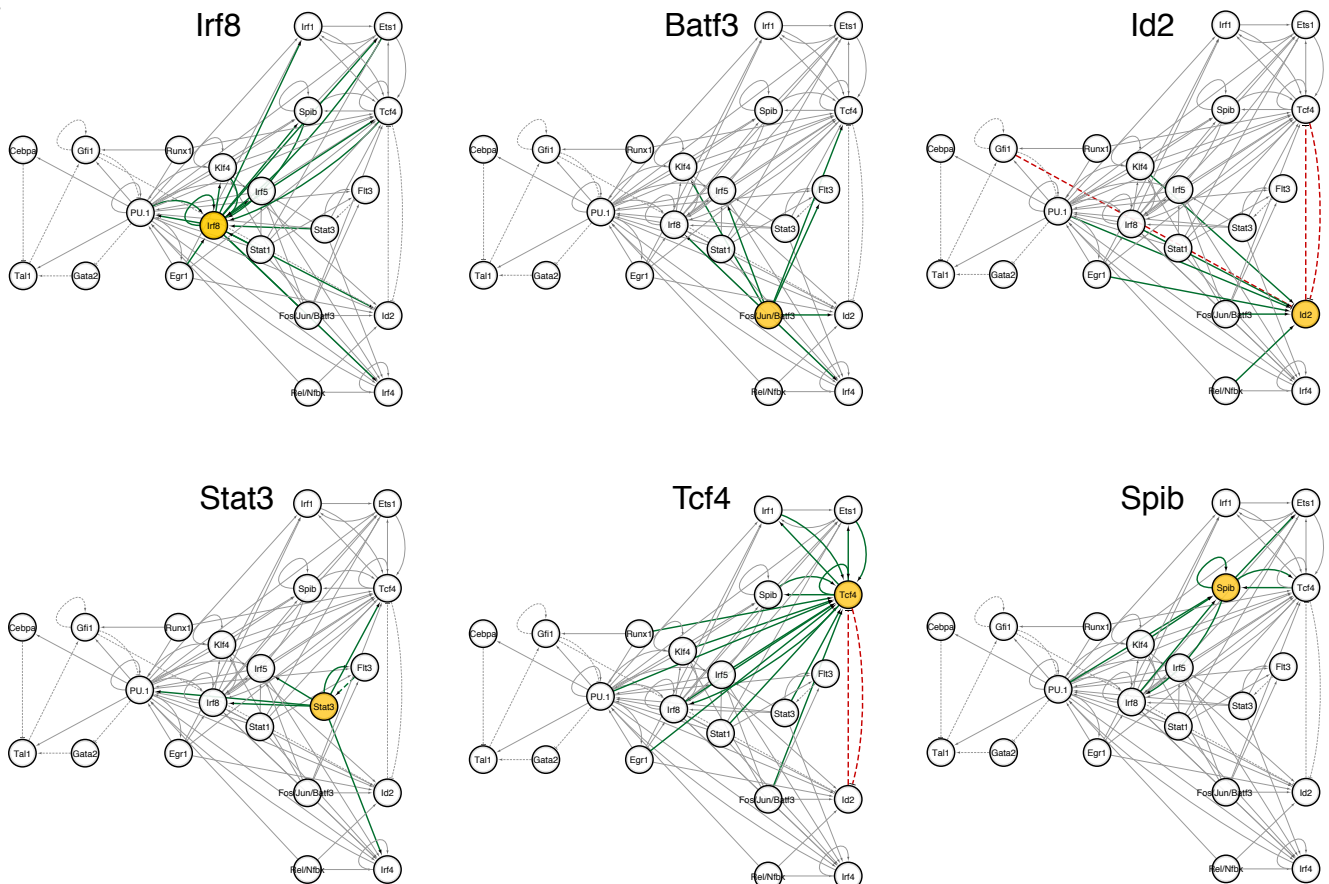 Irf8
Irf1
Ets1
Spib
Tcf4
Cebpa
Gfi1
Runx1
Klf4
Irf5
Flt3
PU.1
Irf8
Stat3
Stat1
Tal1
Gata2
Egr1
Fos/Jun/Batf3
Id2
Rel/Nfbk
Irf4
Batf3
Irf1
Ets1
Spib
Tcf4
Cebpa
Gfi1
Runx1
Klf4
Irf5
Flt3
PU.1
Irf8
Stat3
Stat1
Tal1
Gata2
Egr1
Fos/Jun/Batf3
Id2
Rel/Nfbk
Irf4
Id2
Irf1
Ets1
Spib
Tcf4
Cebpa
Gfi1
Runx1
Klf4
Irf5
Flt3
PU.1
Irf8
Stat3
Stat1
Tal1
Gata2
Egr1
Fos/Jun/Batf3
Id2
Rel/Nfbk
Irf4
Stat3
Irf1
Ets1
Spib
Tcf4
Cebpa
Gfi1
Runx1
Klf4
Irf5
Flt3
PU.1
Irf8
Stat3
Stat1
Tal1
Gata2
Egr1
Fos/Jun/Batf3
Id2
Rel/Nfbk
Irf4
Tcf4
Irf1
Ets1
Spib
Tcf4
Cebpa
Gfi1
Runx1
Klf4
Irf5
Flt3
PU.1
Irf8
Stat3
Stat1
Tal1
Gata2
Egr1
Fos/Jun/Batf3
Id2
Rel/Nfbk
Irf4
Spib
Irf1
Ets1
Spib
Tcf4
Cebpa
Gfi1
Runx1
Klf4
Irf5
Flt3
PU.1
Irf8
Stat3
Stat1
Tal1
Gata2
Egr1
Fos/Jun/Batf3
Id2
Rel/Nfbk
Irf4